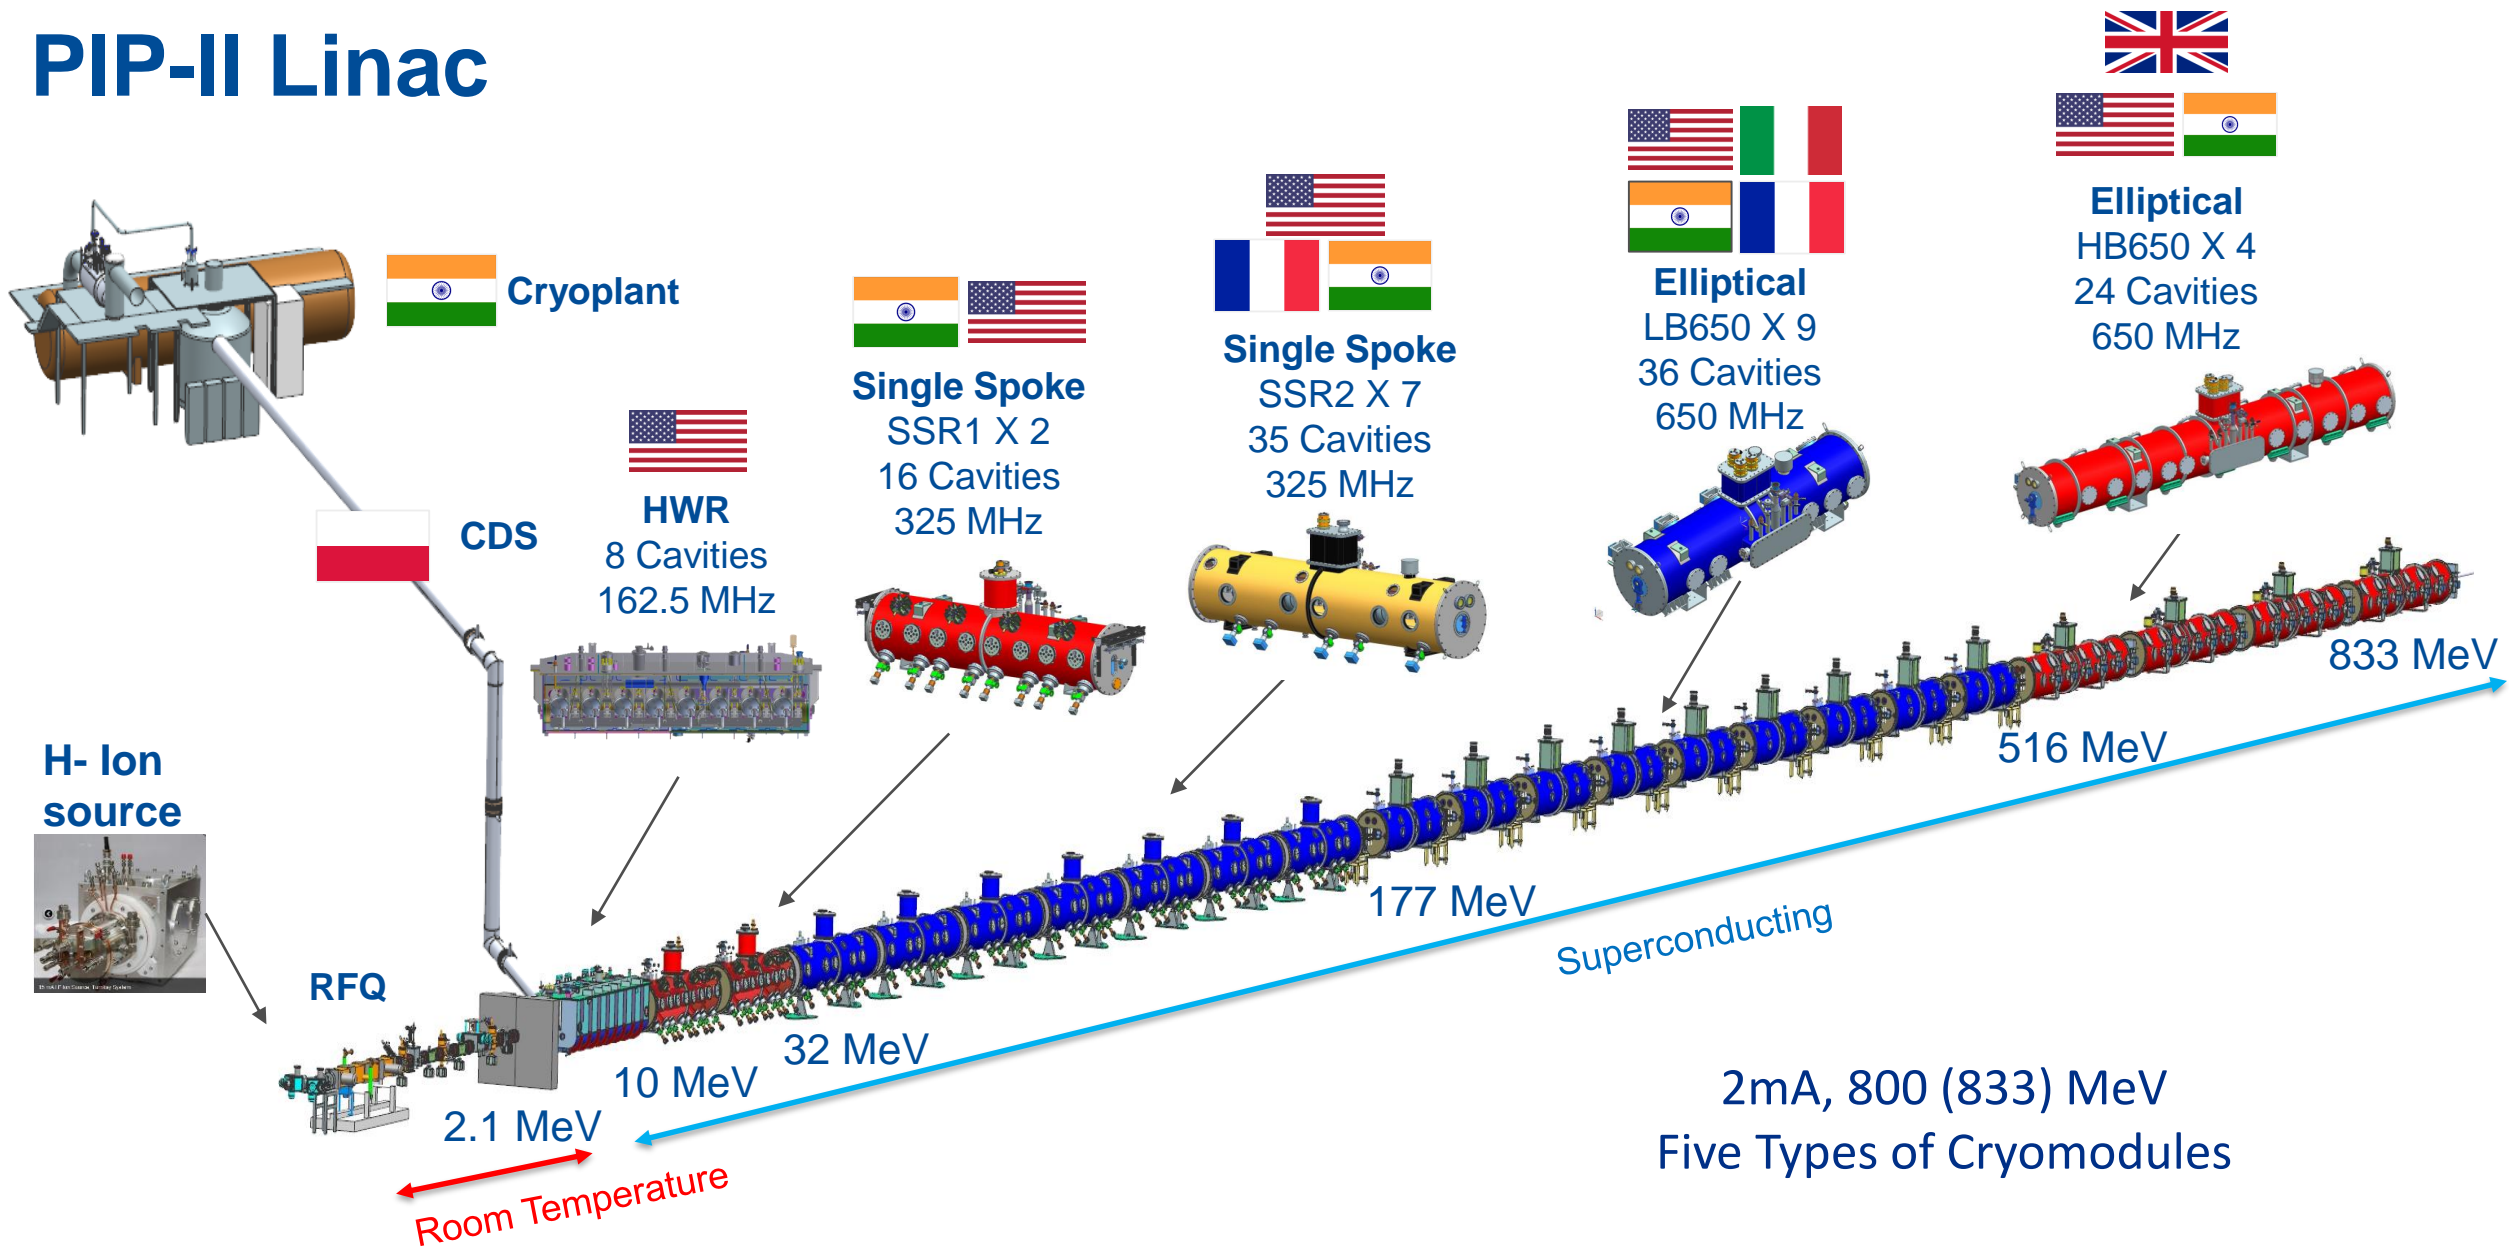 PIP-II Linac
Cryoplant
CDS
HWR
8 Cavities
162.5 MHz
Single Spoke
SSR1 X 2
16 Cavities
325 MHz
Single Spoke
SSR2 X 7
35 Cavities
325 MHz
Elliptical
LB650 X 9
36 Cavities
650 MHz
Elliptical
HB650 X 4
24 Cavities
650 MHz
H- Ion
source
RFQ
2.1 MeV
10 MeV
32 MeV
177 MeV
516 MeV
833 MeV
Superconducting
Room Temperature
2mA, 800 (833) MeV
Five Types of Cryomodules